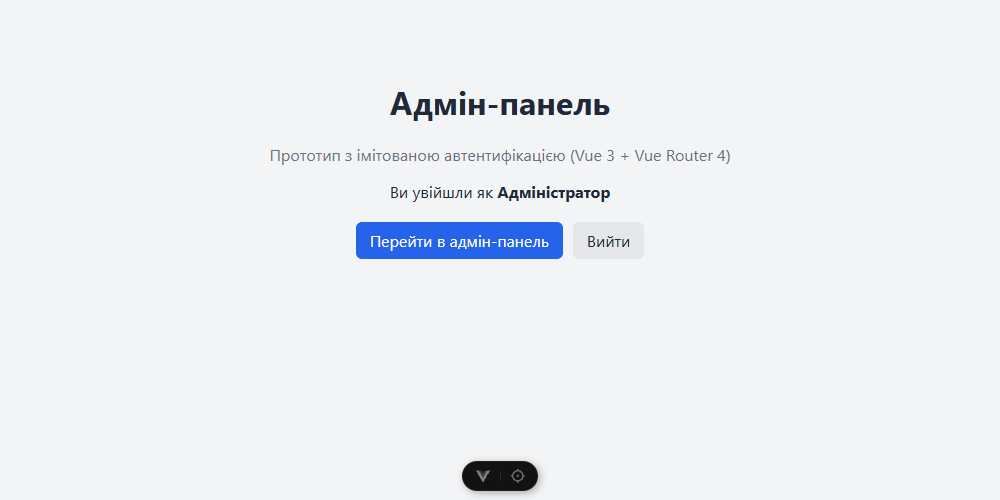 Адмін-панель
Прототип з імітованою автентифікацією (Vue 3 + Vue Router 4)
Ви увійшли як Адміністратор
Перейти в адмін-панель Вийти